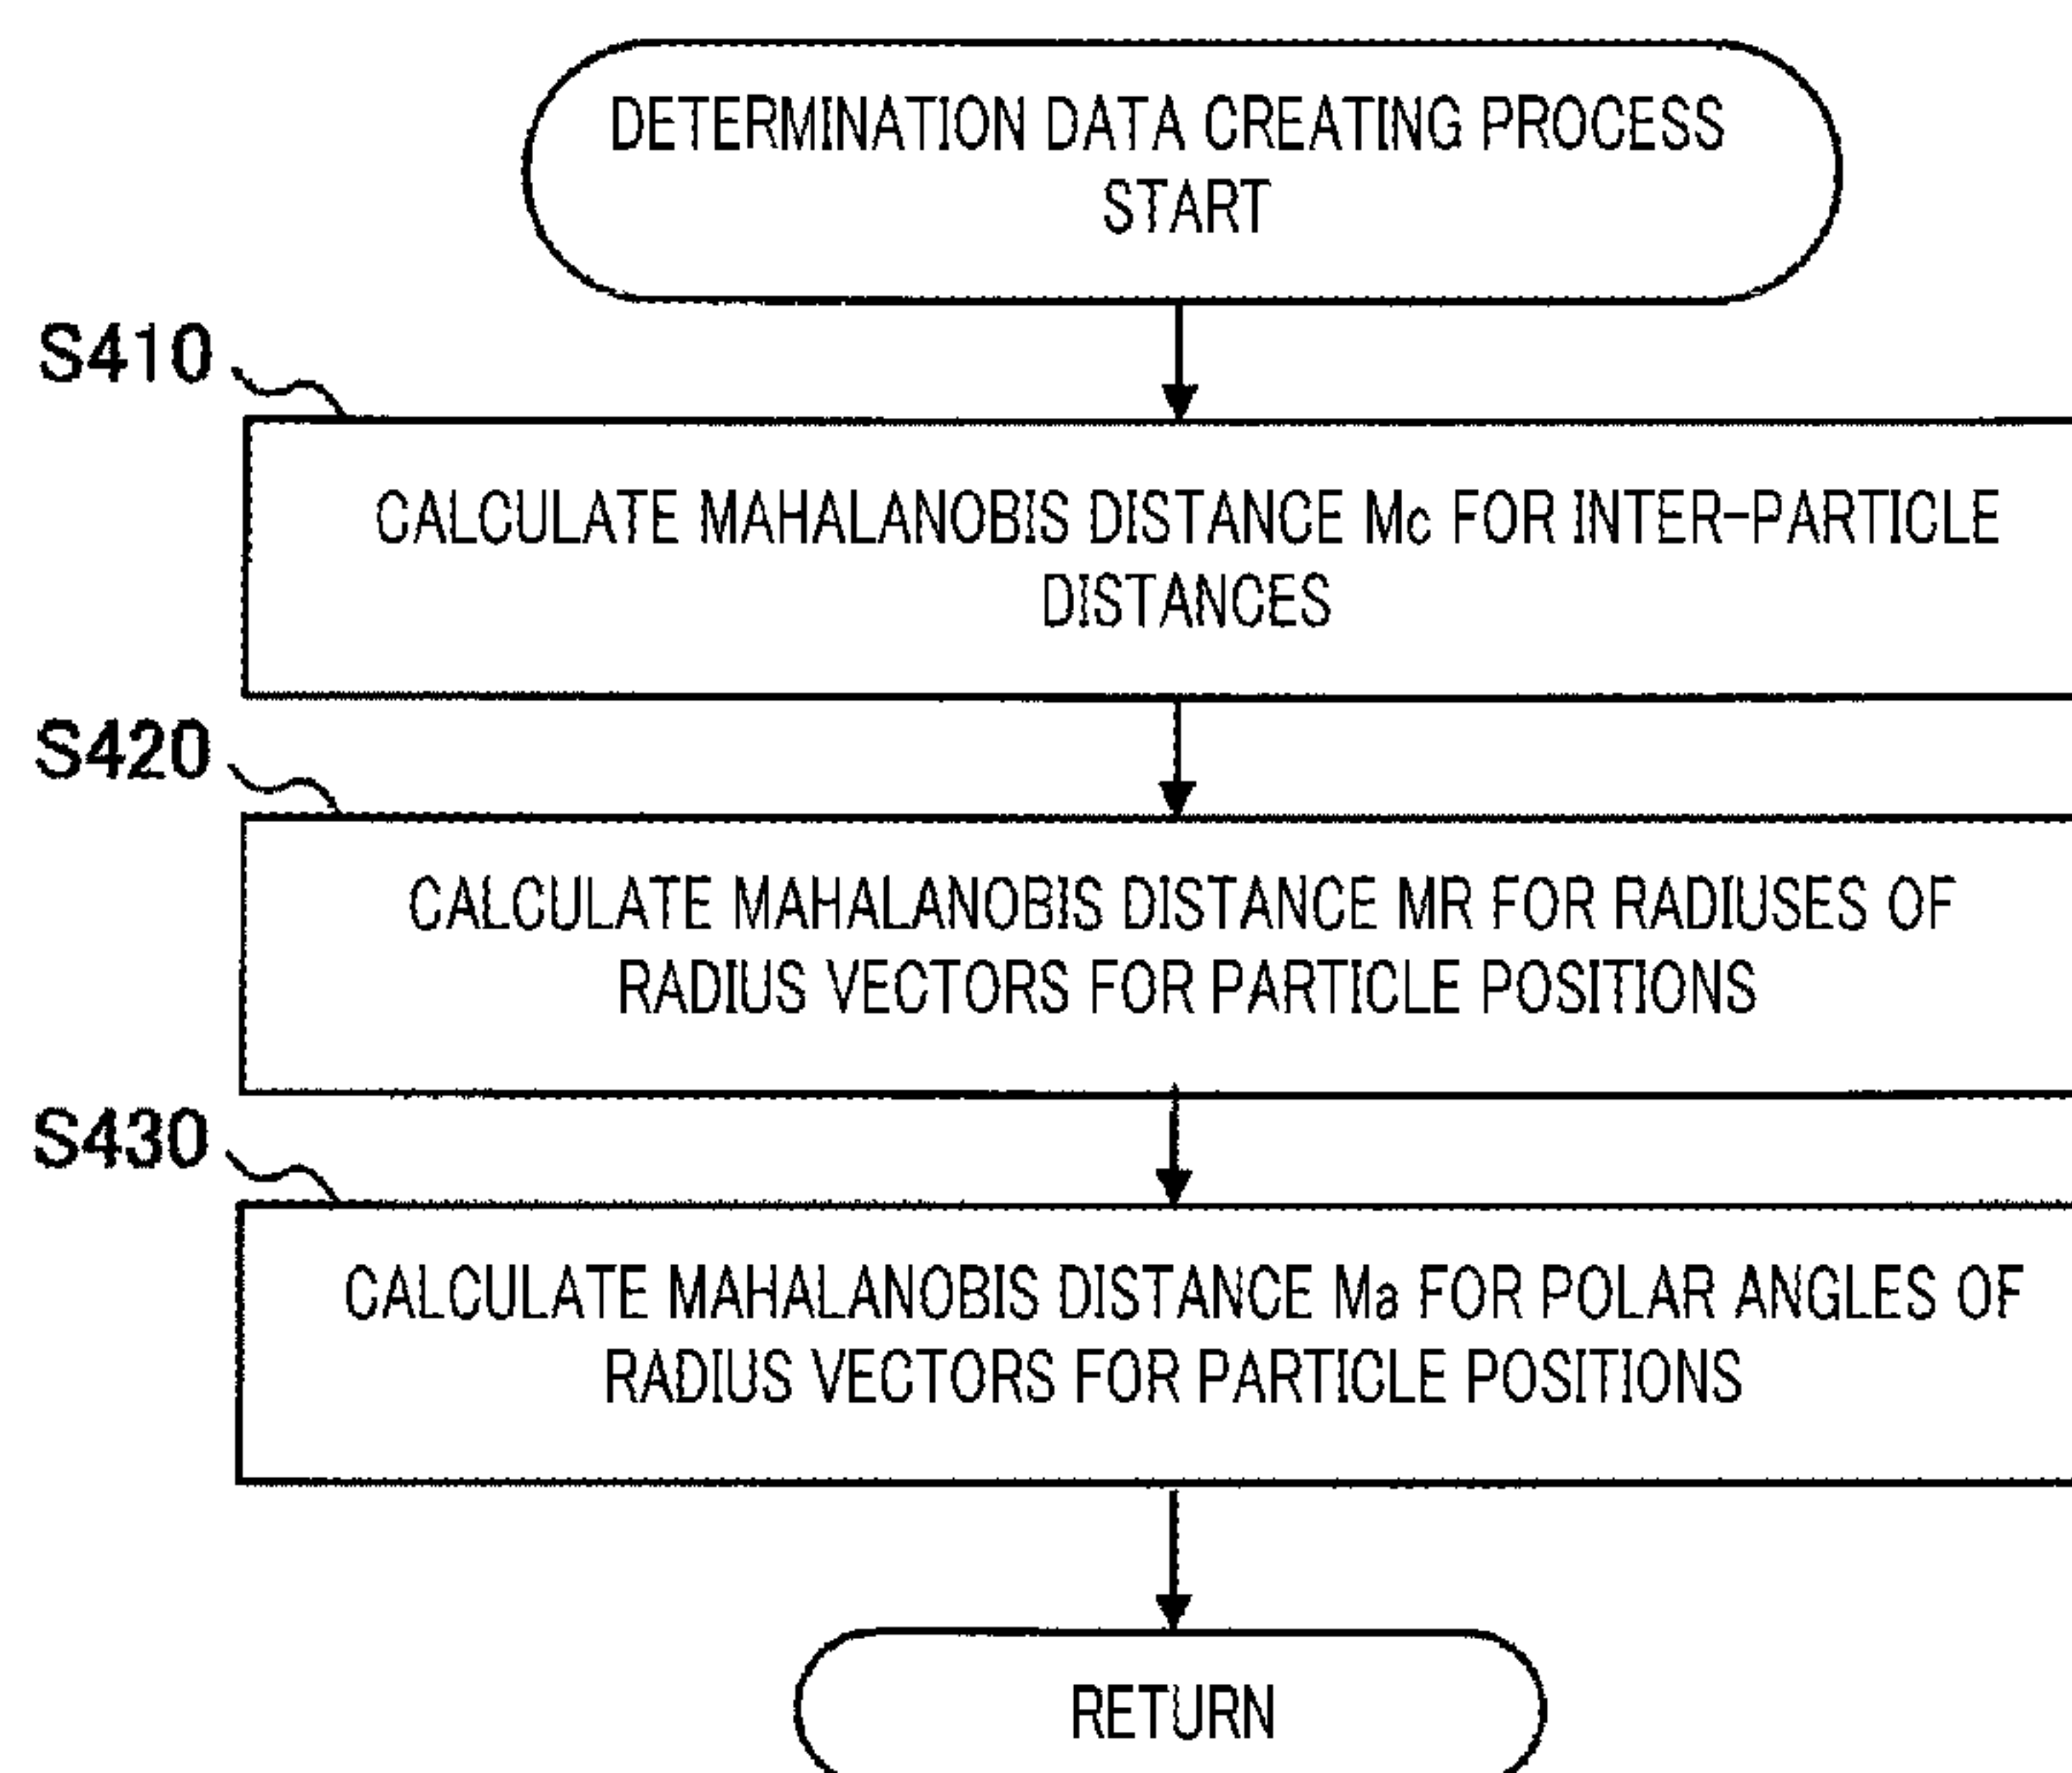 DETERMINATION DATA CREATING PROCESS
START
S410
CALCULATE MAHALANOBIS DISTANCE Mc FOR INTER-PARTICLE
DISTANCES
S420
CALCULATE MAHALANOBIS DISTANCE MR FOR RADIUSES OF
RADIUS VECTORS FOR PARTICLE POSITIONS
S430
CALCULATE MAHALANOBIS DISTANCE Ma FOR POLAR ANGLES OF
RADIUS VECTORS FOR PARTICLE POSITIONS
RETURN